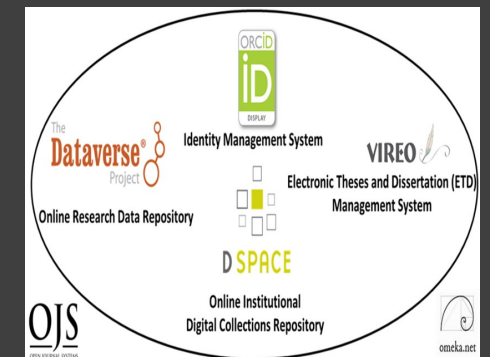 ORCID
iD
DISPLAY
Identity Management System
The
Dataverse®
Project
Online Research Data Repository
VIREO
Electronic Theses and Dissertation (ETD)
Management System
DSPACE
Online Institutional
Digital Collections Repository
OJS
OPEN JOURNAL SYSTEMS
omeka.net